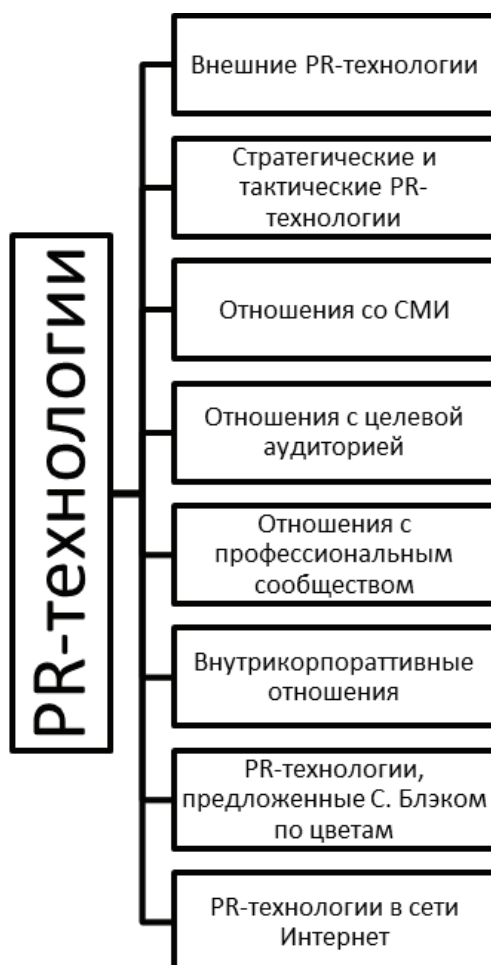 PR-технологии
Внешние PR-технологии
Стратегические и
тактические PR-
технологии
Отношения со СМИ
Отношения с целевой
аудиторией
Отношения с
профессиональным
сообществом
Внутрикорпораттивные
отношения
PR-технологии,
предложенные С. Блэком
по цветам
PR-технологии в сети
Интернет